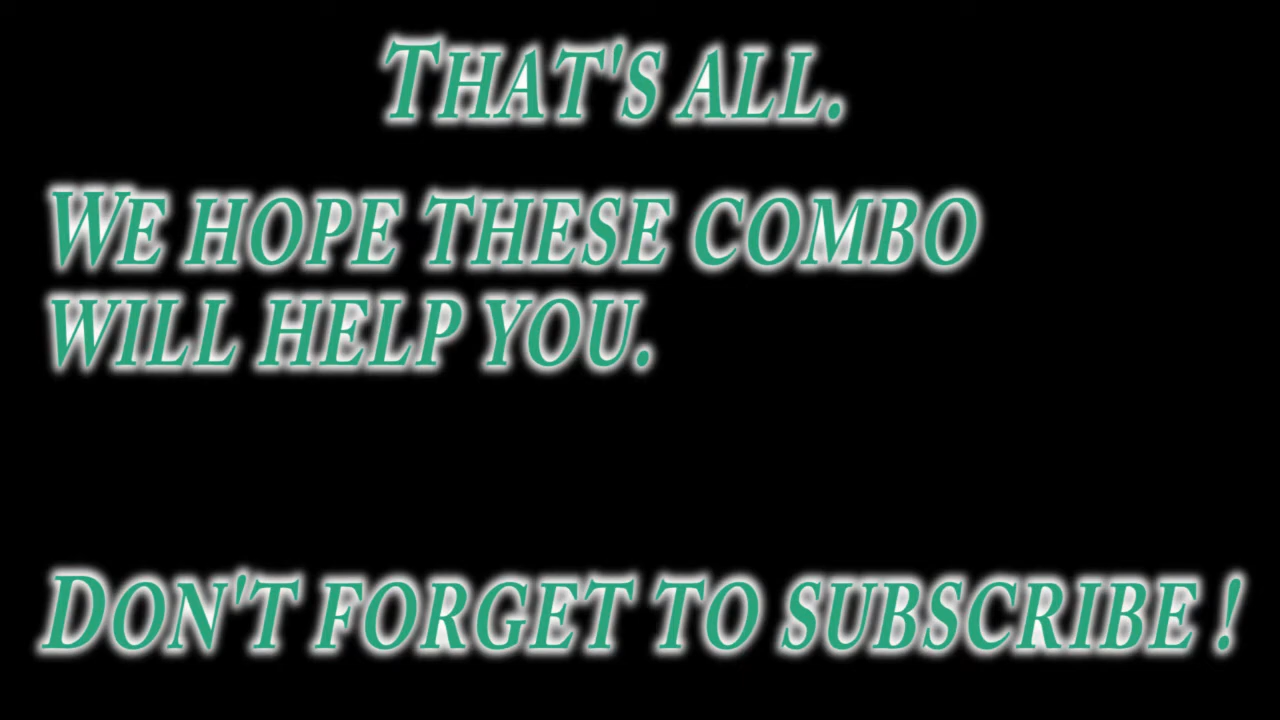 That's all.
We hope these combo
will help you.
Don't forget to subscribe !